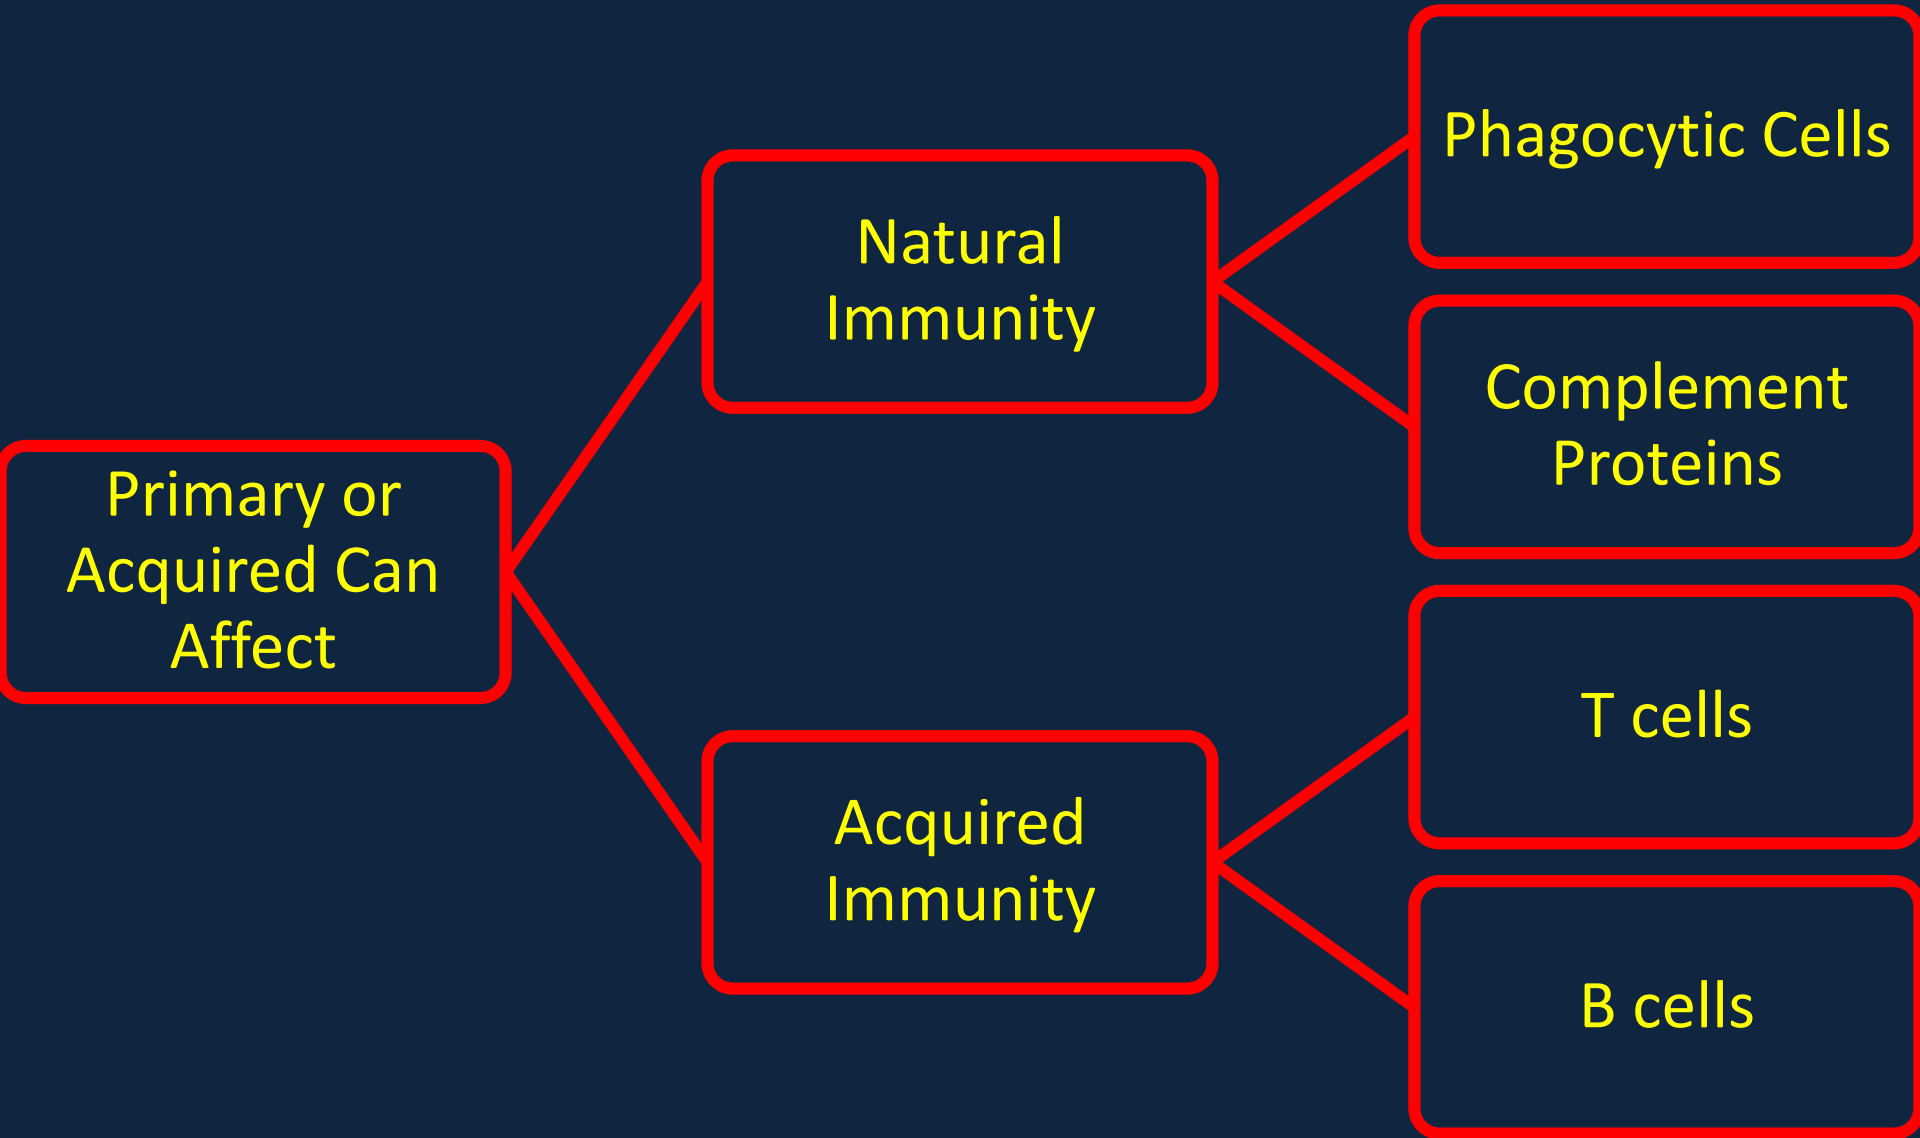 Primary or
Acquired Can
Affect
Natural
Immunity
Phagocytic Cells
Complement
Proteins
Acquired
Immunity
T cells
B cells